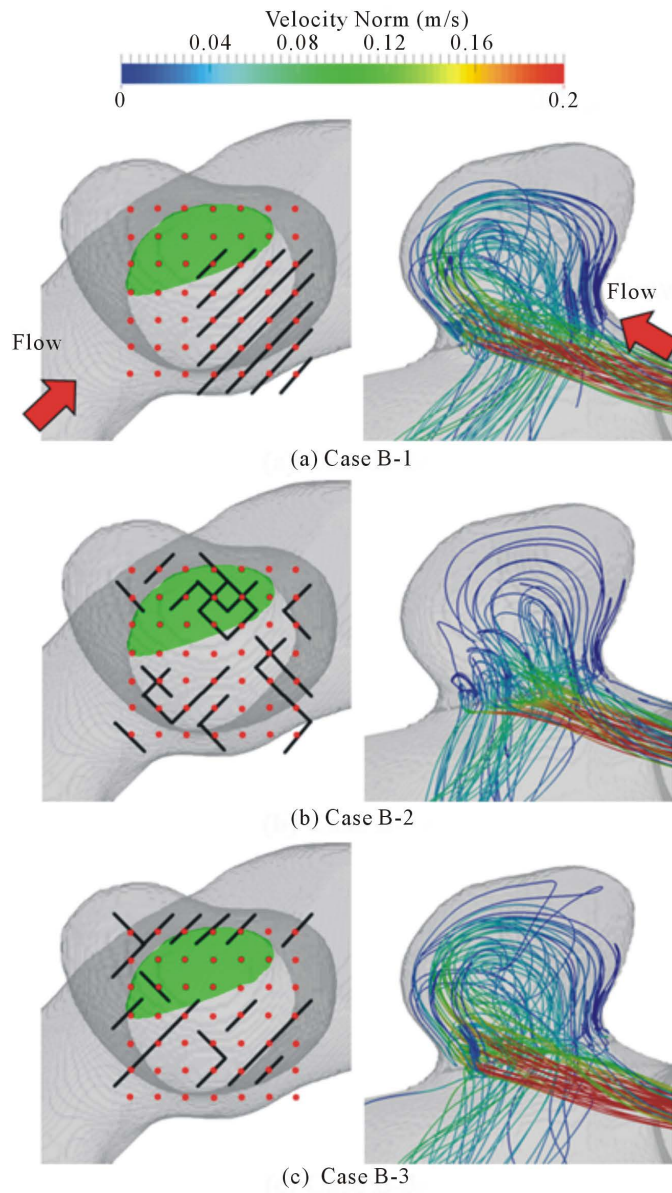 Velocity Norm (m/s)
0.04 0.08 0.12 0.16
0 0.2
Flow
Flow
(a) Case B-1
(b) Case B-2
(c) Case B-3